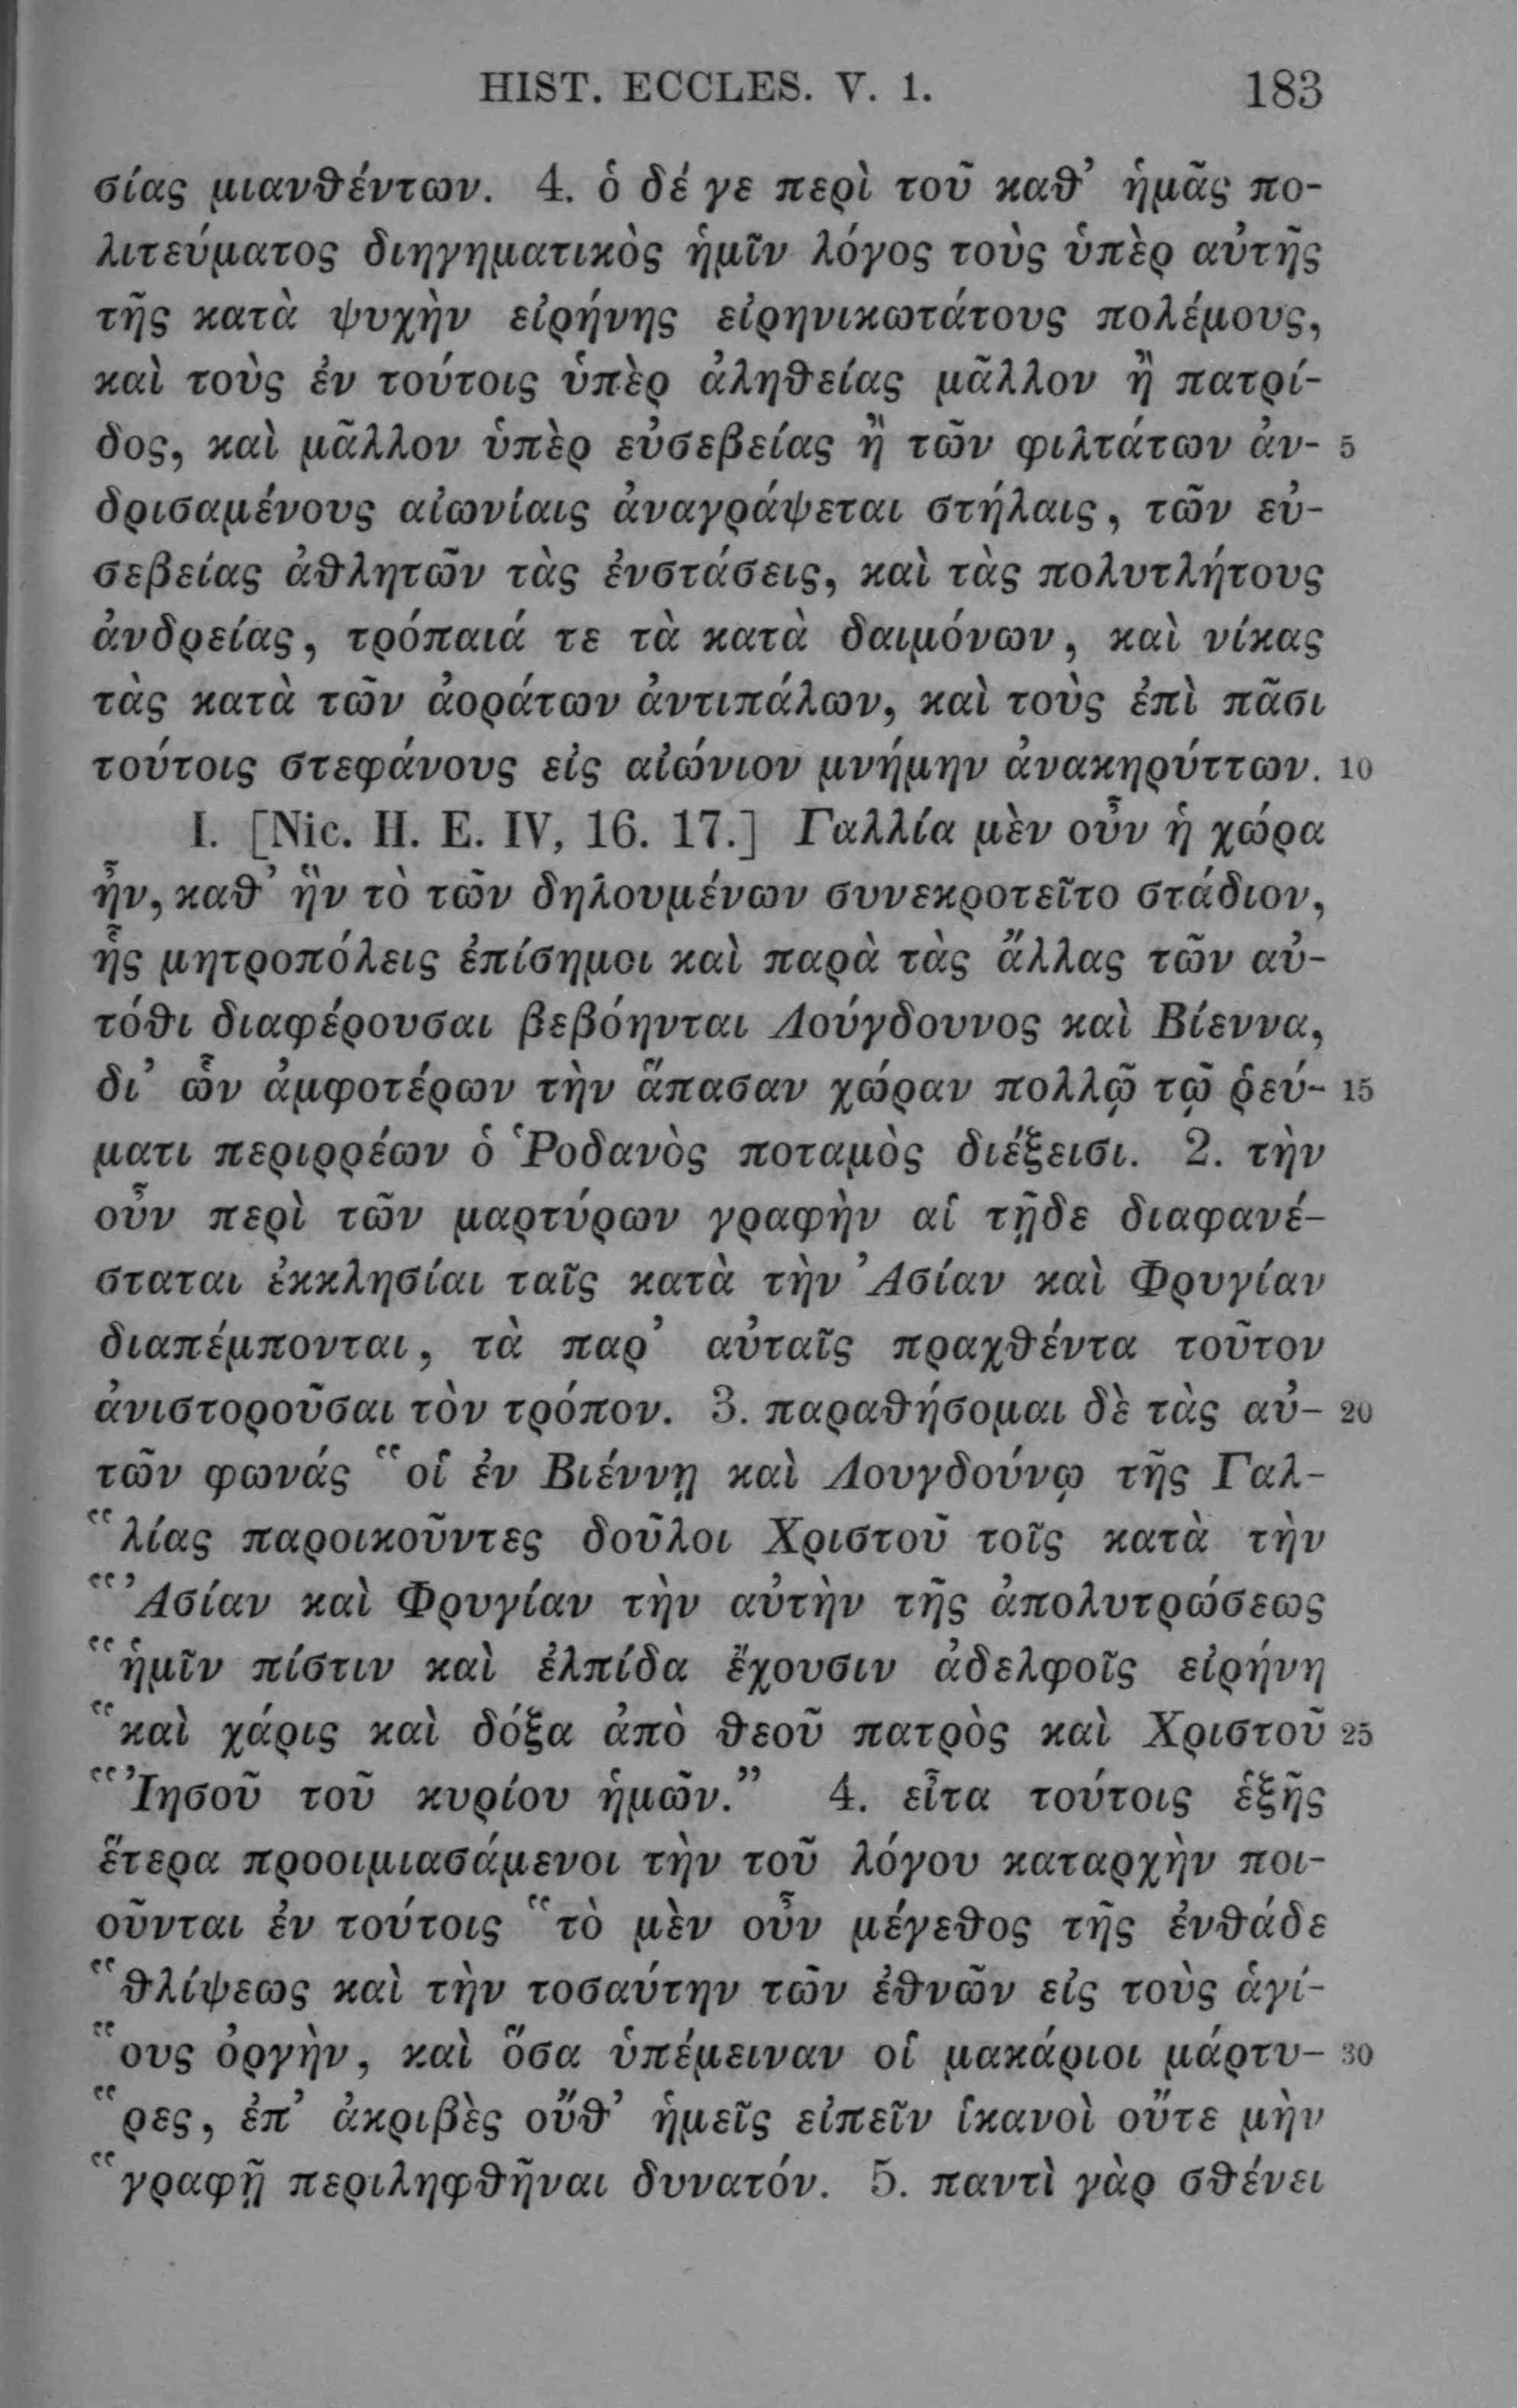 HIST. ECCLES. V. 1. 183
σίας μιανθέντων. 4. ὁ δέ γε περὶ τοῦ καθ’ ἡμᾶς πο-
λιτεύματος διηγηματικὸς ἡμῖν λόγος τοὺς ὑπὲρ αὐτῆς
τῆς κατὰ ψυχὴν εἰρήνης εἰρηνικωτάτους πολέμους,
καὶ τοὺς ἐν τούτοις ὑπὲρ ἀληθείας μᾶλλον ἢ πατρί-
δος, καὶ μᾶλλον ὑπὲρ εὐσεβείας ἢ τῶν φιλτάτων ἀν- 5
δρισαμένους αἰωνίαις ἀναγράψεται στήλαις, τῶν εὐ-
σεβείας ἀθλητῶν τὰς ἐνστάσεις, καὶ τὰς πολυτλήτους
ἀνδρείας, τρόπαιά τε τὰ κατὰ δαιμόνων, καὶ νίκας
τὰς κατὰ τῶν ἀοράτων ἀντιπάλων, καὶ τοὺς ἐπὶ πᾶσι
τούτοις στεφάνους εἰς αἰώνιον μνήμην ἀνακηρύττων. 10
I. [Nic. H. E. IV, 16. 17.] Γαλλία μὲν οὖν ἡ χώρα
ἦν, καθ’ ἣν τὸ τῶν δηλουμένων συνεκροτεῖτο στάδιον,
ἧς μητροπόλεις ἐπίσημοι καὶ παρὰ τὰς ἄλλας τῶν αὐ-
τόθι διαφέρουσαι βεβόηνται Λούγδουνος καὶ Βίεννα,
δι’ ὧν ἀμφοτέρων τὴν ἅπασαν χώραν πολλῷ τῷ ῥεύ- 15
ματι περιρρέων ὁ Ῥοδανὸς ποταμὸς διέξεισι. 2. τὴν
οὖν περὶ τῶν μαρτύρων γραφὴν αἱ τῇδε διαφανέ-
σταται ἐκκλησίαι ταῖς κατὰ τὴν Ἀσίαν καὶ Φρυγίαν
διαπέμπονται, τὰ παρ’ αὐταῖς πραχθέντα τοῦτον
ἀνιστοροῦσαι τὸν τρόπον. 3. παραθήσομαι δὲ τὰς αὐ- 20
τῶν φωνάς “οἱ ἐν Βιέννῃ καὶ Λουγδούνῳ τῆς Γαλ-
“λίας παροικοῦντες δοῦλοι Χριστοῦ τοῖς κατὰ τὴν
“Ἀσίαν καὶ Φρυγίαν τὴν αὐτὴν τῆς ἀπολυτρώσεως
“ἡμῖν πίστιν καὶ ἐλπίδα ἔχουσιν ἀδελφοῖς εἰρήνη
“καὶ χάρις καὶ δόξα ἀπὸ θεοῦ πατρὸς καὶ Χριστοῦ 25
“Ἰησοῦ τοῦ κυρίου ἡμῶν.” 4. εἶτα τούτοις ἑξῆς
ἕτερα προοιμιασάμενοι τὴν τοῦ λόγου καταρχὴν ποι-
οῦνται ἐν τούτοις “τὸ μὲν οὖν μέγεθος τῆς ἐνθάδε
“θλίψεως καὶ τὴν τοσαύτην τῶν ἐθνῶν εἰς τοὺς ἁγί-
“ους ὀργὴν, καὶ ὅσα ὑπέμειναν οἱ μακάριοι μάρτυ- 30
“ρες, ἐπ’ ἀκριβὲς οὔθ’ ἡμεῖς εἰπεῖν ἱκανοὶ οὔτε μὴν
“γραφῇ περιληφθῆναι δυνατόν. 5. παντὶ γὰρ σθένει